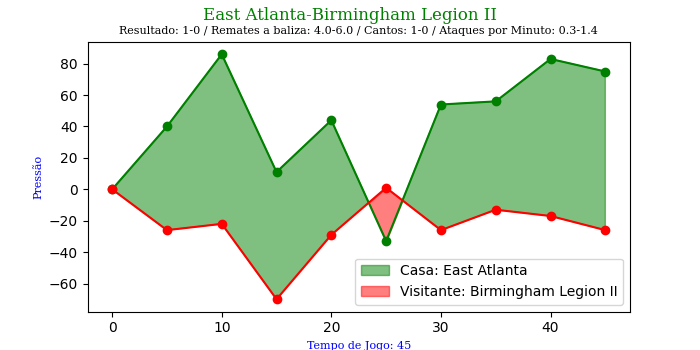 East Atlanta-Birmingham Legion II
Resultado: 1-0 / Remates a baliza: 4.0-6.0 / Cantos: 1-0 / Ataques por Minuto: 0.3-1.4
80
60
40
20
0
−20
−40
−60
Pressão
Casa: East Atlanta
Visitante: Birmingham Legion II
0 10 20 30 40
Tempo de Jogo: 45